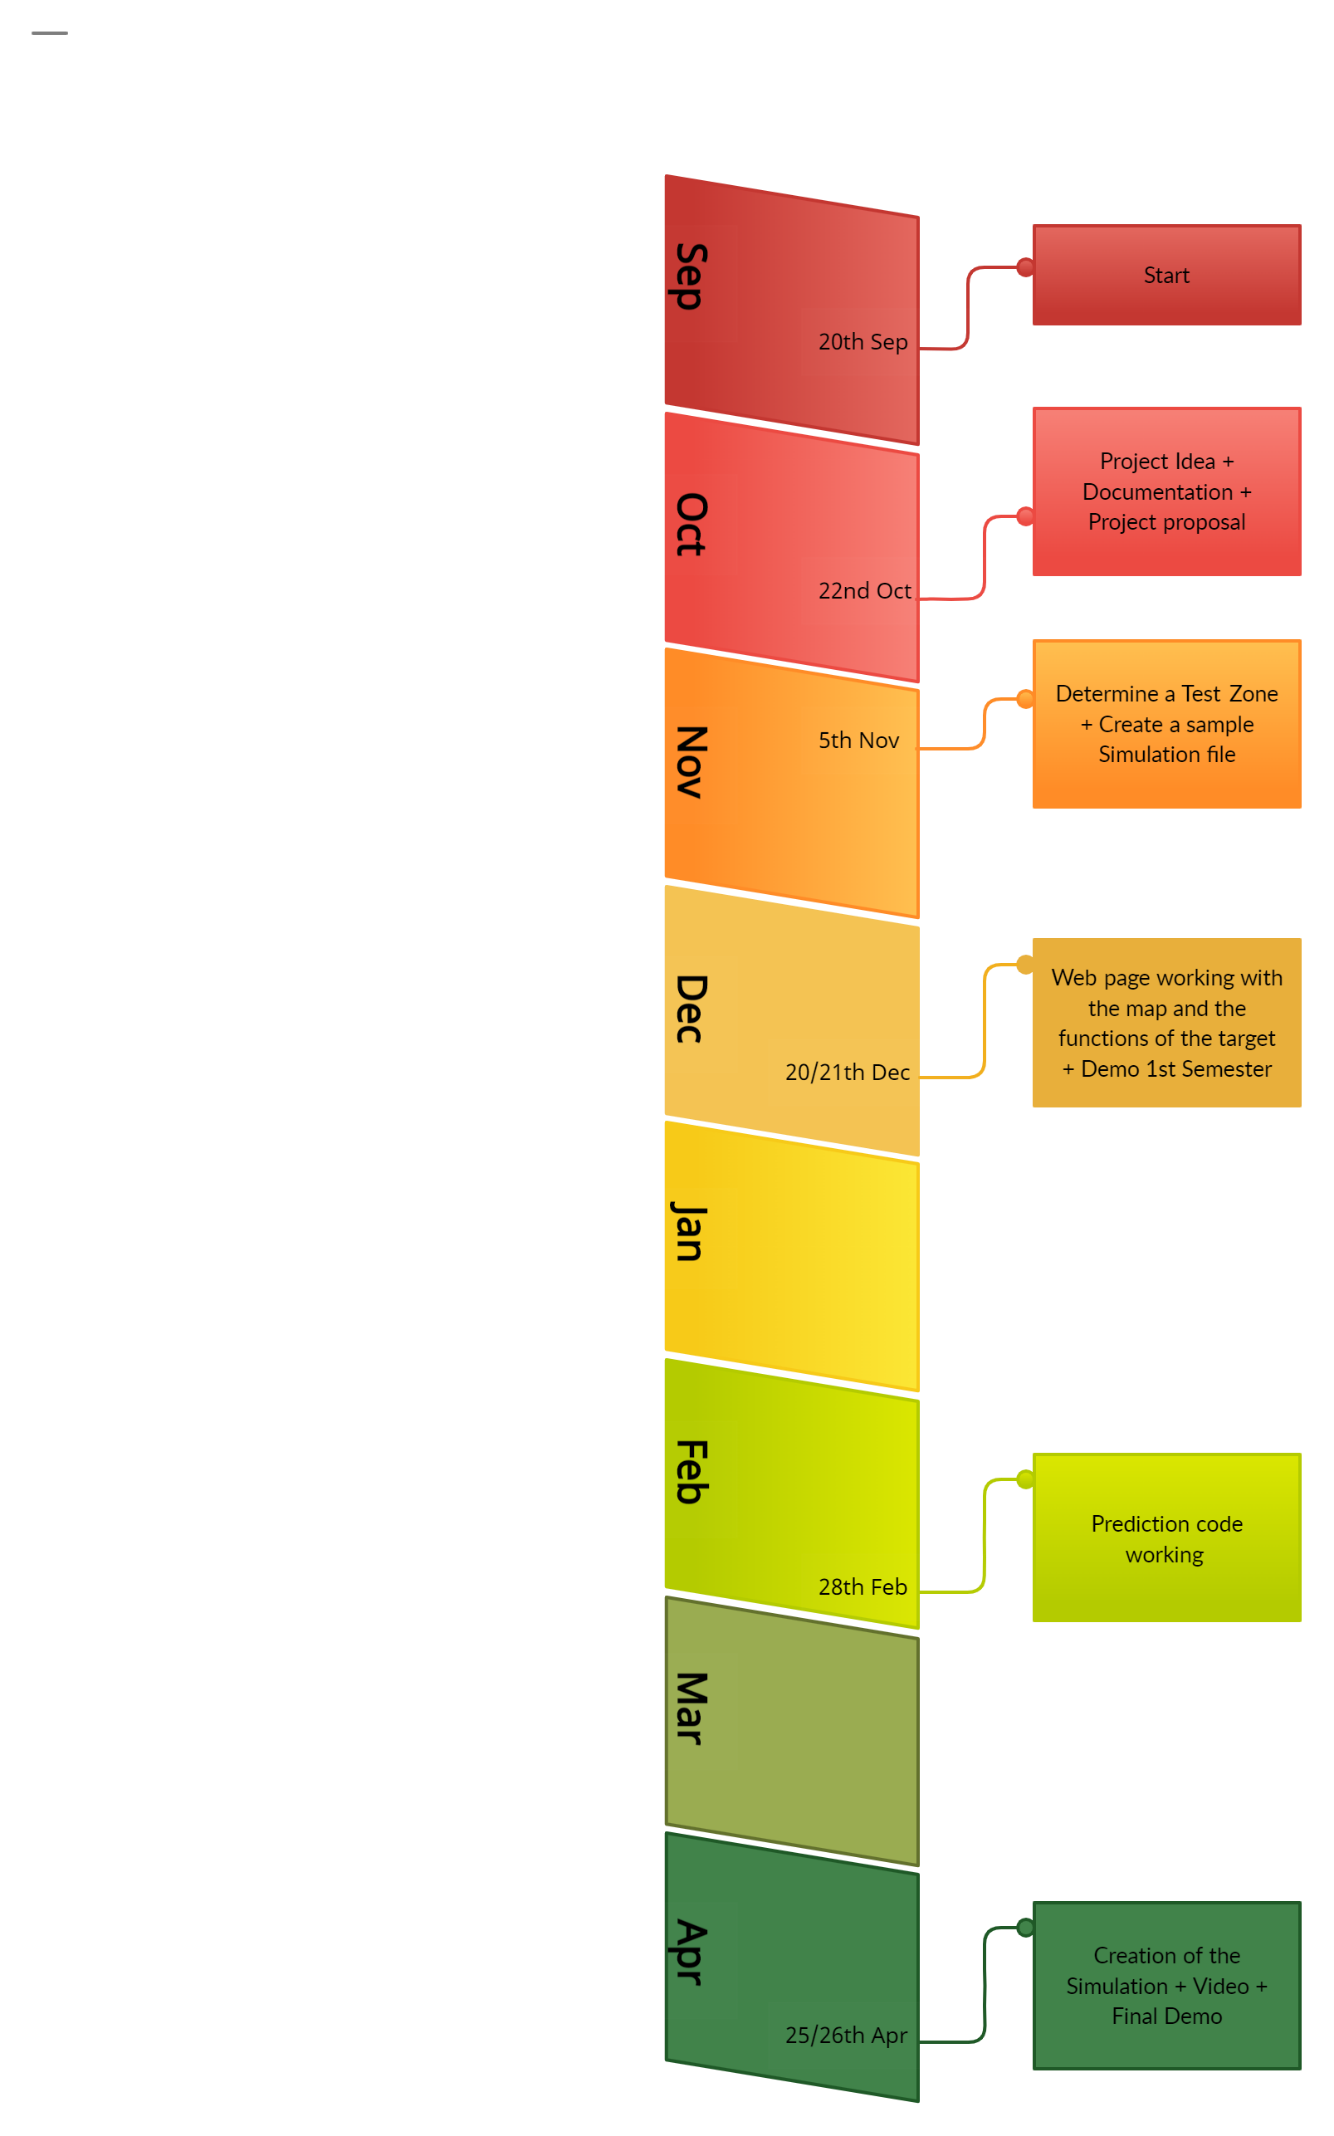 Sep
20th Sep
Start
Oct
22nd Oct
Project Idea +
Documentation +
Project proposal
Nov
5th Nov
Determine a Test Zone
+ Create a sample
Simulation file
Dec
20/21th Dec
Web page working with
the map and the
functions of the target
+ Demo 1st Semester
Jan
Feb
28th Feb
Prediction code
working
Mar
Apr
25/26th Apr
Creation of the
Simulation + Video +
Final Demo